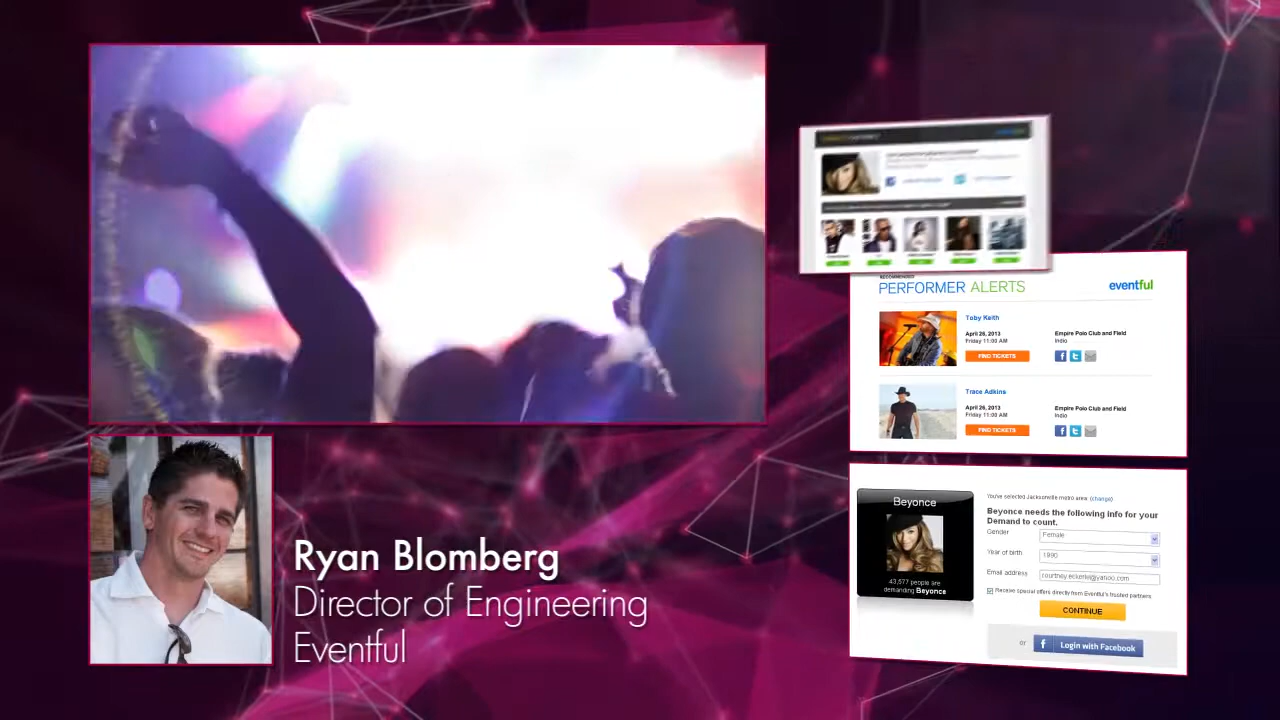 Ryan Blomberg
Director of Engineering
Eventful
RECOMMENDED
PERFORMER ALERTS
eventful
Toby Keith
April 26, 2013
Friday 11:00 AM
FIND TICKETS
Empire Polo Club and Field
Indio
Trace Adkins
April 26, 2013
Friday 11:00 AM
FIND TICKETS
Empire Polo Club and Field
Indio
Beyonce
43,577 people are
demanding Beyonce
You've selected Jacksonville metro area: (change)
Beyonce needs the following info for your
Demand to count.
Gender
Female
Year of birth
1990
Email address
Receive special offers directly from Eventful's trusted partners
CONTINUE
or
Login with Facebook